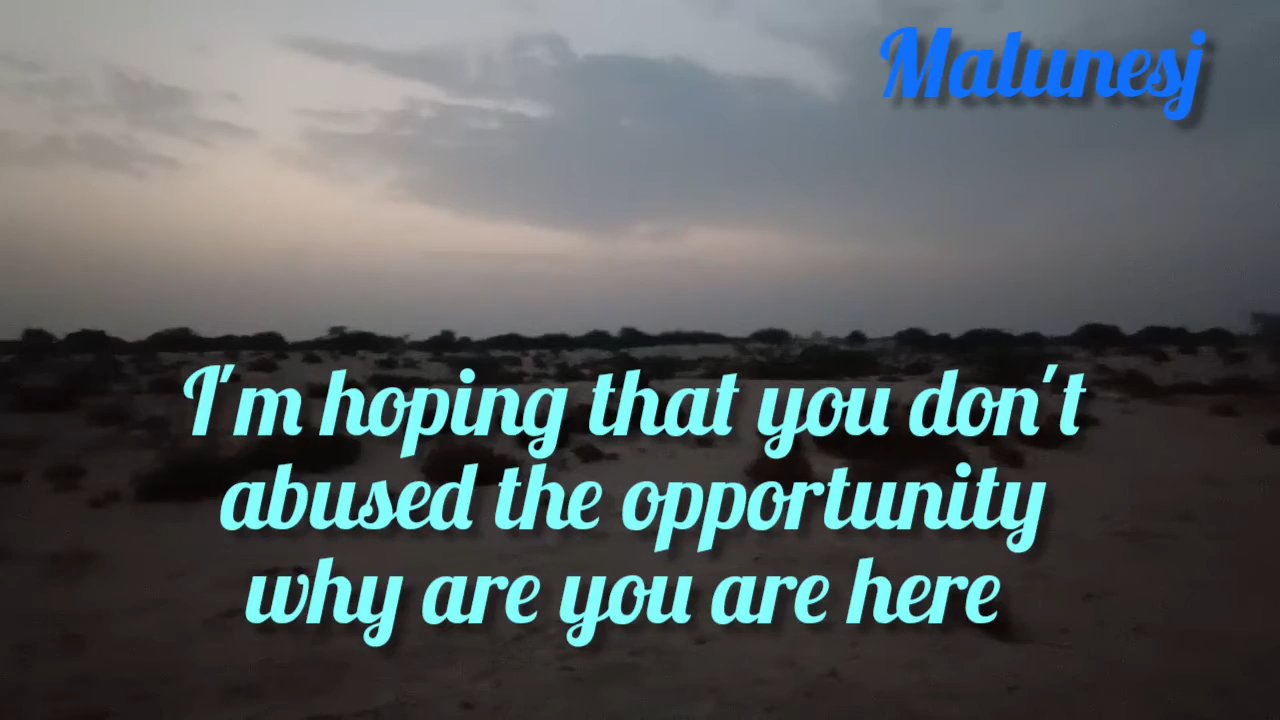 Malunesj
I'm hoping that you don't
abused the opportunity
why are you are here